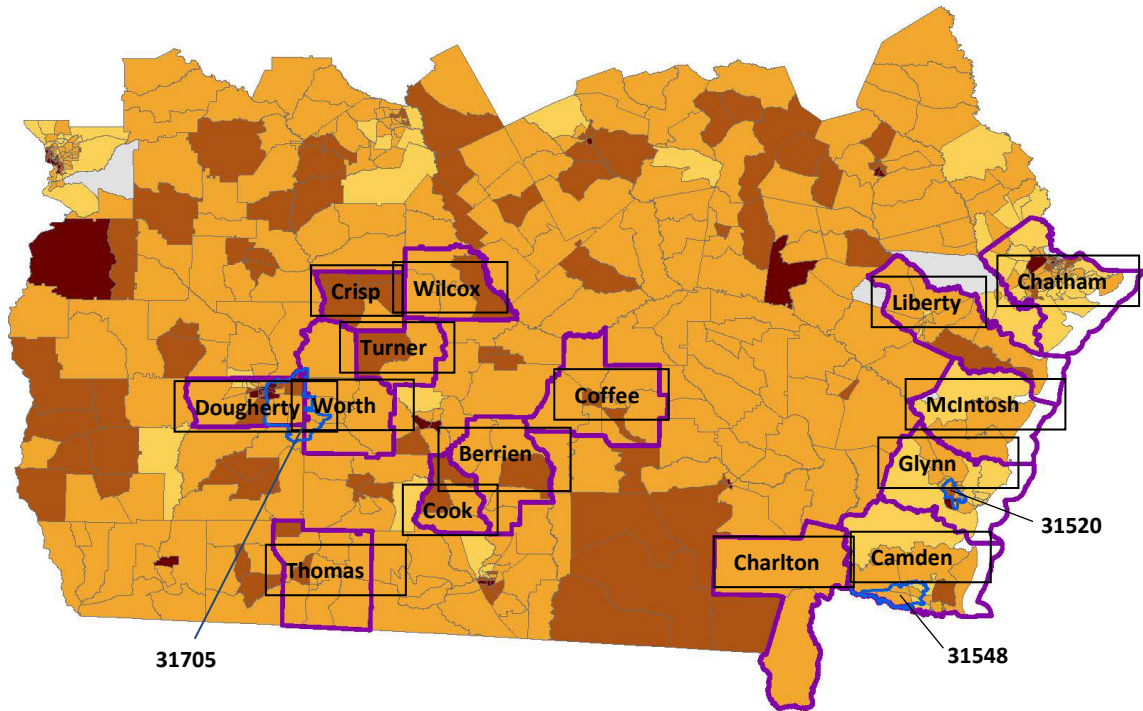 Crisp
Wilcox
Chatham
Liberty
Turner
Dougherty
Worth
Coffee
McIntosh
Berrien
Glynn
Cook
31520
Thomas
Charlton
Camden
31705
31548